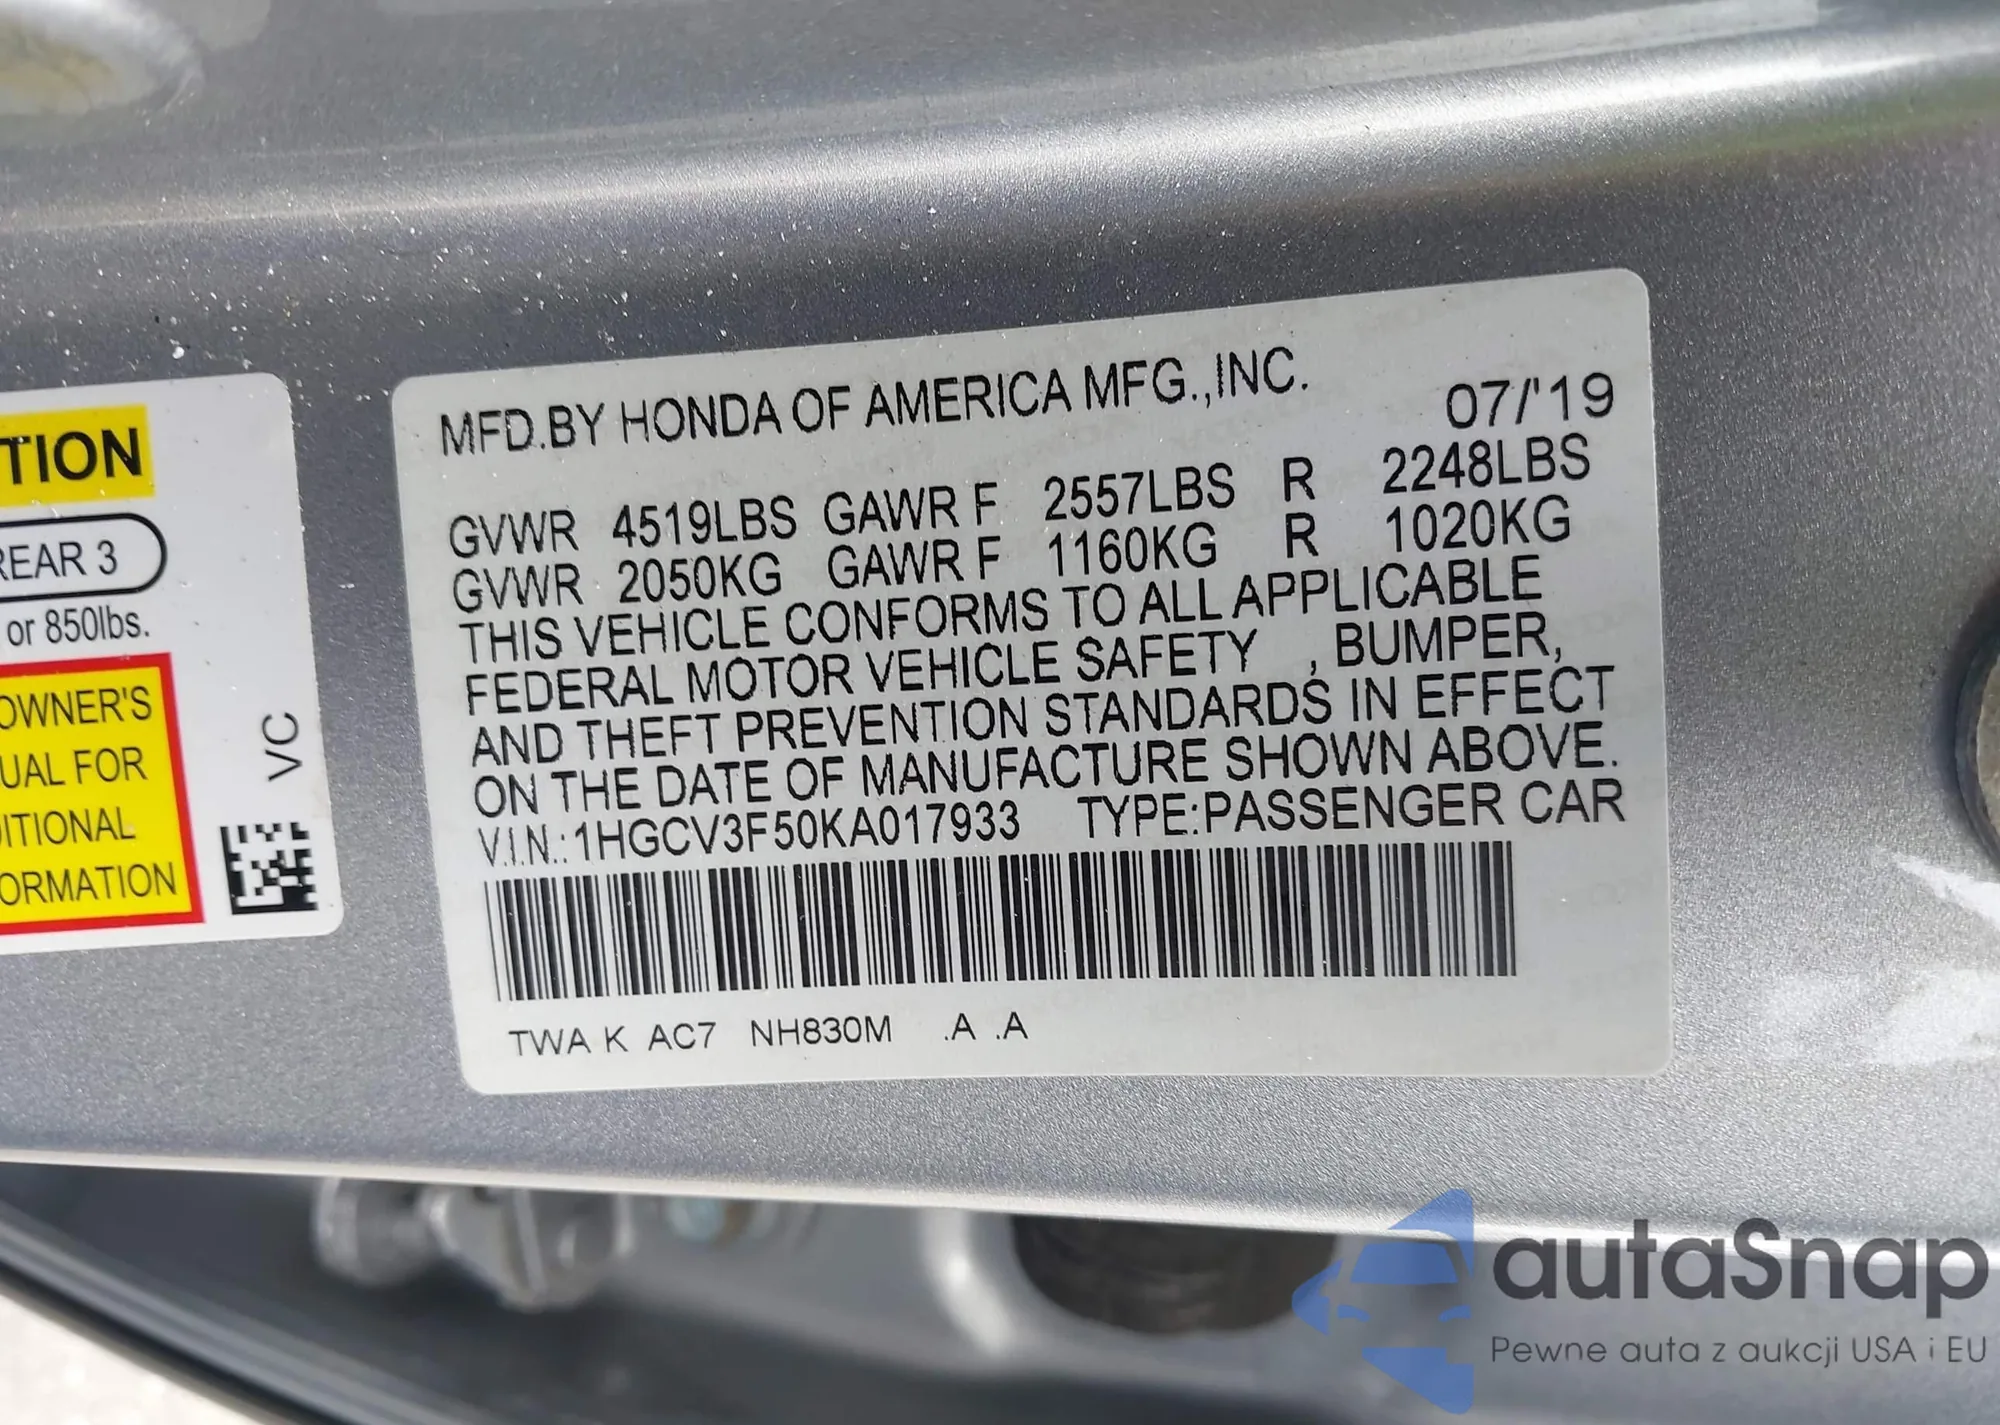 TION
REAR 3
or 850lbs.
OWNER'S
UAL FOR
ITIONAL
ORMATION
VC
MFD.BY HONDA OF AMERICA MFG.,INC.
07/'19
GVWR 4519LBS GAWR F 2557LBS R 2248LBS
GVWR 2050KG GAWR F 1160KG R 1020KG
THIS VEHICLE CONFORMS TO ALL APPLICABLE
FEDERAL MOTOR VEHICLE SAFETY , BUMPER,
AND THEFT PREVENTION STANDARDS IN EFFECT
ON THE DATE OF MANUFACTURE SHOWN ABOVE.
V.I.N.:1HGCV3F50KA017933 TYPE:PASSENGER CAR
TWA K AC7 NH830M .A .A
autaSnap
Pewne auta z aukcji USA i EU